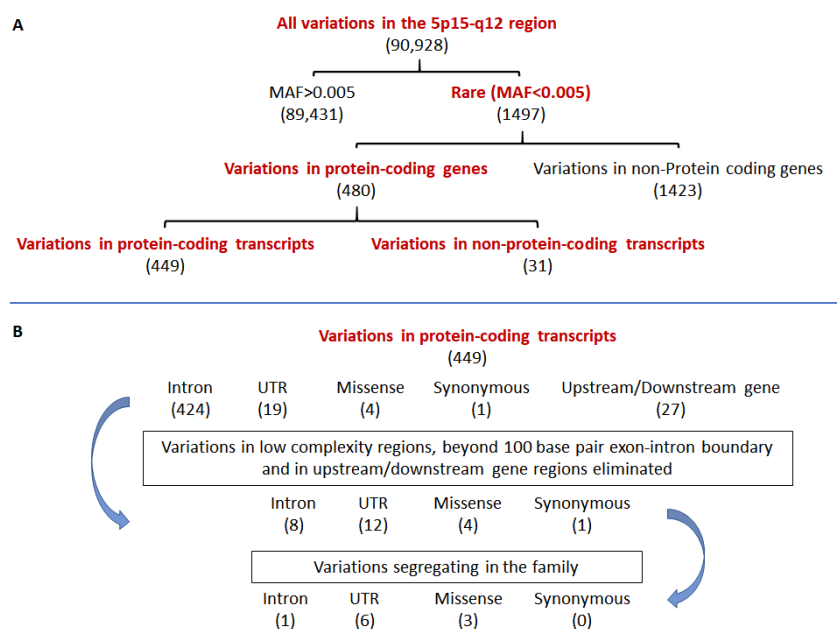 A
All variations in the 5p15-q12 region
(90,928)
MAF>0.005 Rare (MAF<0.005)
(89,431) (1497)
Variations in protein-coding genes Variations in non-Protein coding genes
(480) (1423)
Variations in protein-coding transcripts Variations in non-protein-coding transcripts
(449) (31)
B
Variations in protein-coding transcripts
(449)
Intron UTR Missense Synonymous Upstream/Downstream gene
(424) (19) (4) (1) (27)
Variations in low complexity regions, beyond 100 base pair exon-intron boundary
and in upstream/downstream gene regions eliminated
Intron UTR Missense Synonymous
(8) (12) (4) (1)
Variations segregating in the family
Intron UTR Missense Synonymous
(1) (6) (3) (0)